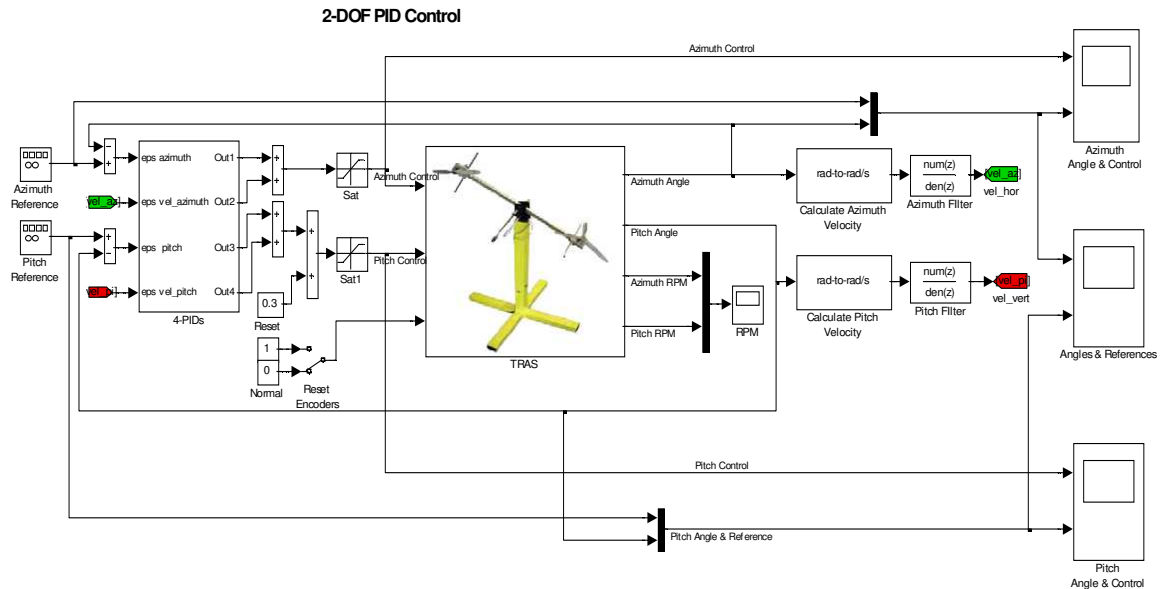 2-DOF PID Control
Azimuth Control
Azimuth
Angle & Control
Azimuth
Reference
Pitch
Reference
-
+
+
-
vel_az]
eps azimuth
eps vel_azimuth
eps pitch
eps vel_pitch
Out1
Out2
Out3
Out4
4-PIDs
+
+
+
+
+
+
Sat
Azimuth Control
Sat1
Pitch Control
0.3
Reset
1
0
Normal
Reset
Encoders
TRAS
Azimuth Angle
Pitch Angle
Azimuth RPM
Pitch RPM
RPM
rad-to-rad/s
Calculate Azimuth
Velocity
num(z)
den(z)
Azimuth FIlter
[vel_az]
vel_hor
rad-to-rad/s
Calculate Pitch
Velocity
num(z)
den(z)
Pitch FIlter
[vel_pi]
vel_vert
Angles & References
Pitch Control
Pitch Angle & Reference
Pitch
Angle & Control